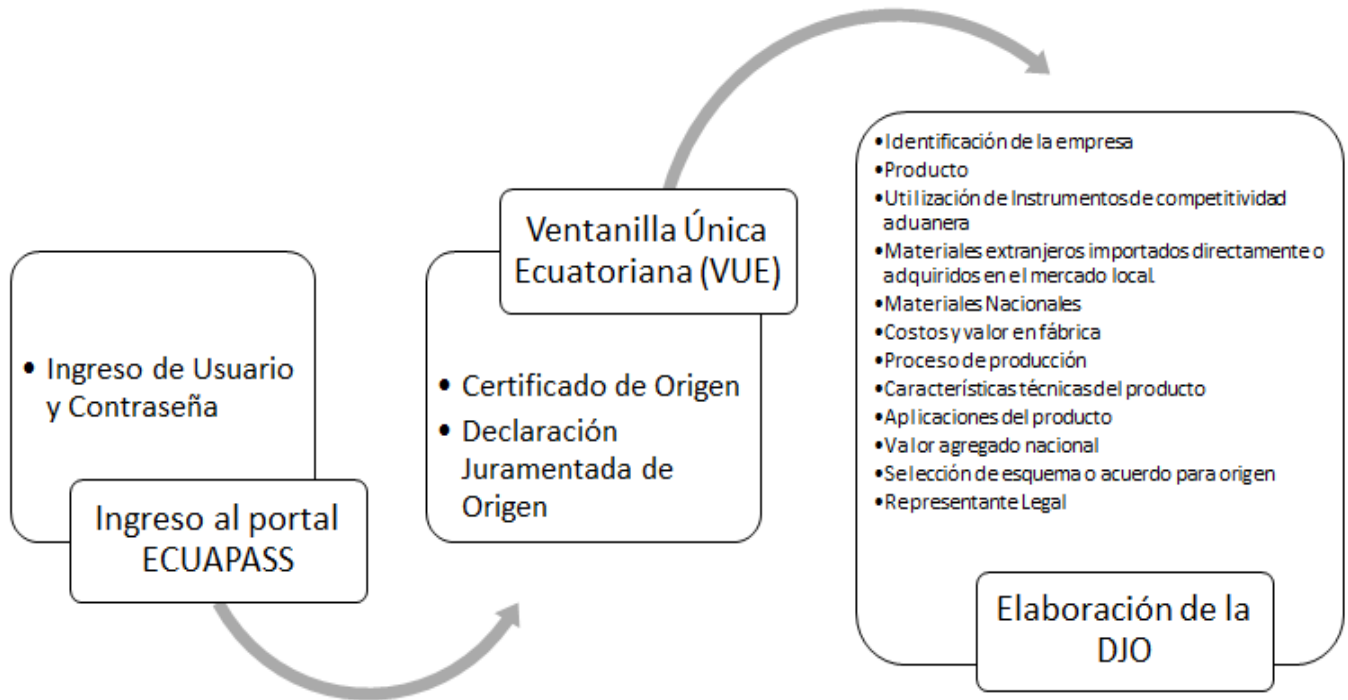 • Ingreso de Usuario
y Contraseña
Ingreso al portal
ECUAPASS
Ventanilla Única
Ecuatoriana (VUE)
• Certificado de Origen
• Declaración
Juramentada de
Origen
•Identificación de la empresa
•Producto
•Utilización de Instrumentos de competitividad
aduanera
•Materiales extranjeros importados directamente o
adquiridos en el mercado local.
•Materiales Nacionales
•Costos y valor en fábrica
•Proceso de producción
•Características técnicas del producto
•Aplicaciones del producto
•Valor agregado nacional
•Selección de esquema o acuerdo para origen
•Representante Legal
Elaboración de la
DJO